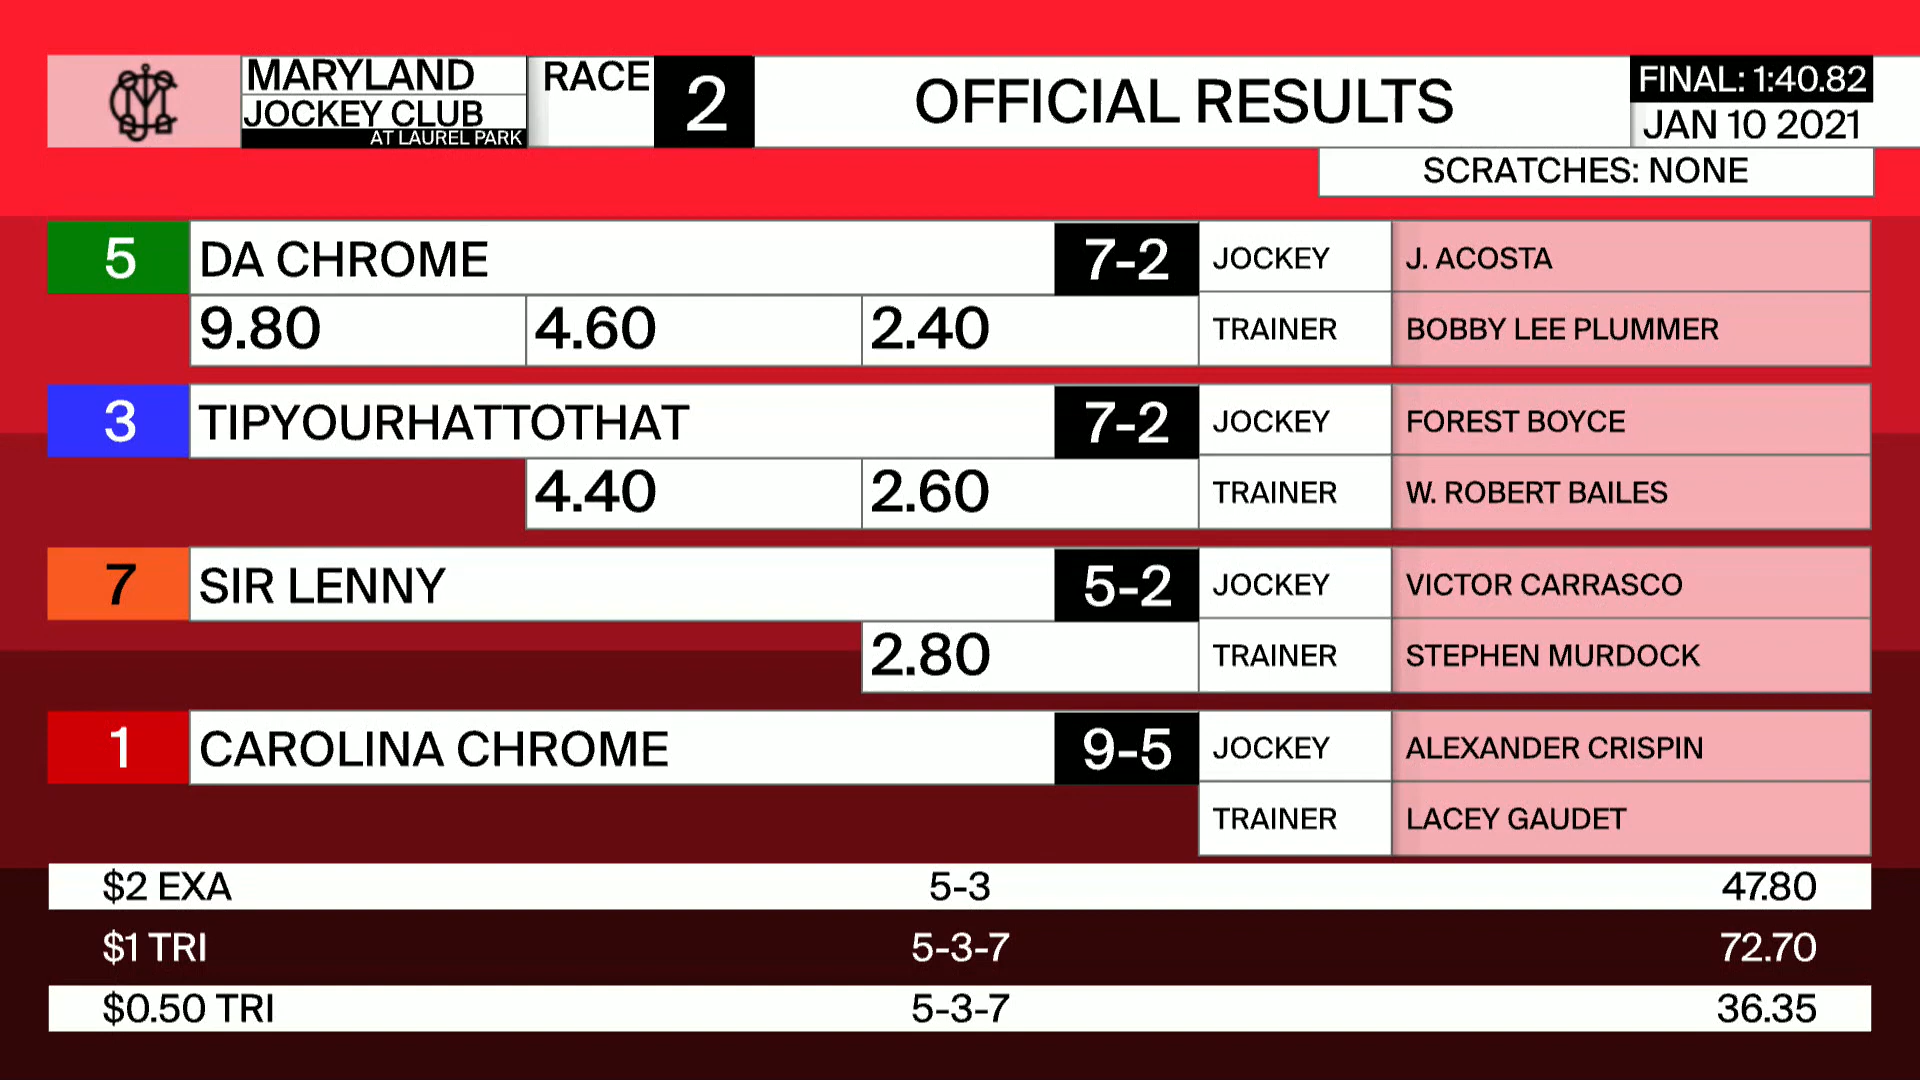 MARYLAND
JOCKEY CLUB
AT LAUREL PARK
RACE 2
OFFICIAL RESULTS
FINAL: 1:40.82
JAN 10 2021
SCRATCHES: NONE
5 DA CHROME 7-2 JOCKEY J. ACOSTA
9.80 4.60 2.40 TRAINER BOBBY LEE PLUMMER
3 TIPYOURHATTOTHAT 7-2 JOCKEY FOREST BOYCE
4.40 2.60 TRAINER W. ROBERT BAILES
7 SIR LENNY 5-2 JOCKEY VICTOR CARRASCO
2.80 TRAINER STEPHEN MURDOCK
1 CAROLINA CHROME 9-5 JOCKEY ALEXANDER CRISPIN
TRAINER LACEY GAUDET
$2 EXA 5-3 47.80
$1 TRI 5-3-7 72.70
$0.50 TRI 5-3-7 36.35